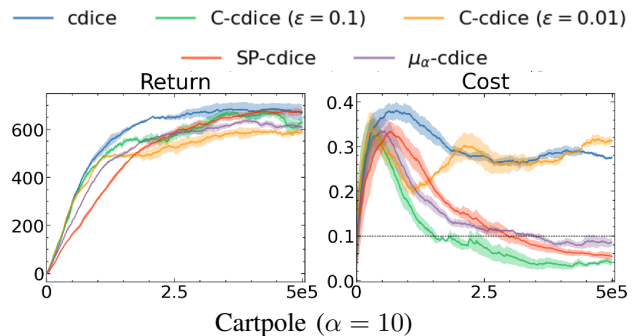 cdice C-cdice (ε = 0.1) C-cdice (ε = 0.01)
SP-cdice μα-cdice
Return Cost
600
400
200
0
0 2.5 5e5
0.4
0.3
0.2
0.1
0.0
0 2.5 5e5
Cartpole (α = 10)